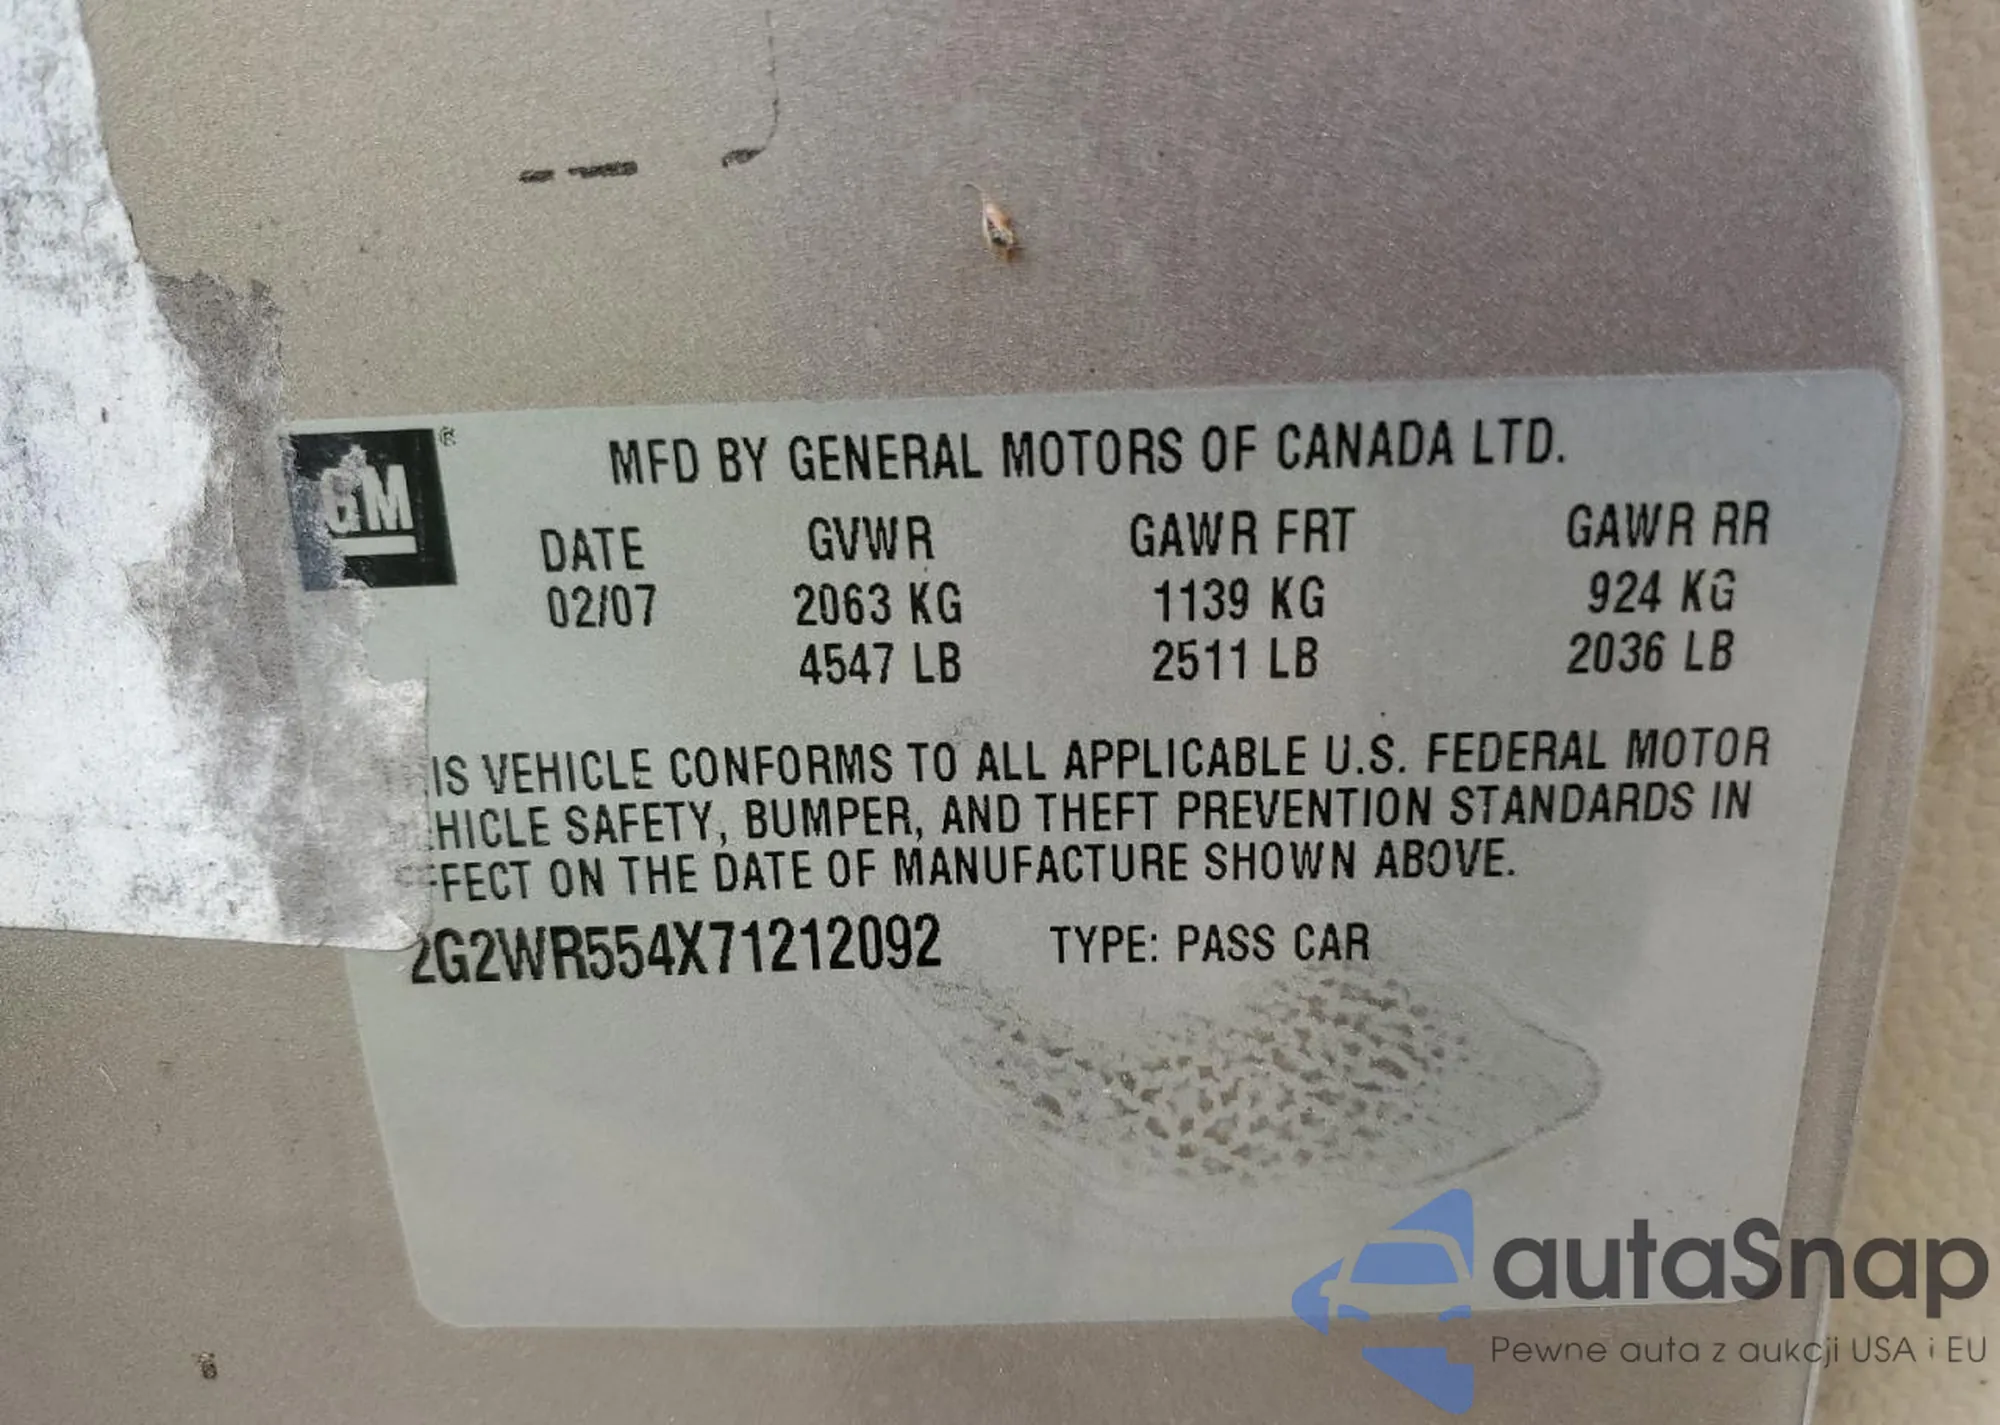 GM®
MFD BY GENERAL MOTORS OF CANADA LTD.
DATE GVWR GAWR FRT GAWR RR
02/07 2063 KG 1139 KG 924 KG
4547 LB 2511 LB 2036 LB
IS VEHICLE CONFORMS TO ALL APPLICABLE U.S. FEDERAL MOTOR
HICLE SAFETY, BUMPER, AND THEFT PREVENTION STANDARDS IN
FFECT ON THE DATE OF MANUFACTURE SHOWN ABOVE.
2G2WR554X71212092 TYPE: PASS CAR
autaSnap
Pewne auta z aukcji USA i EU